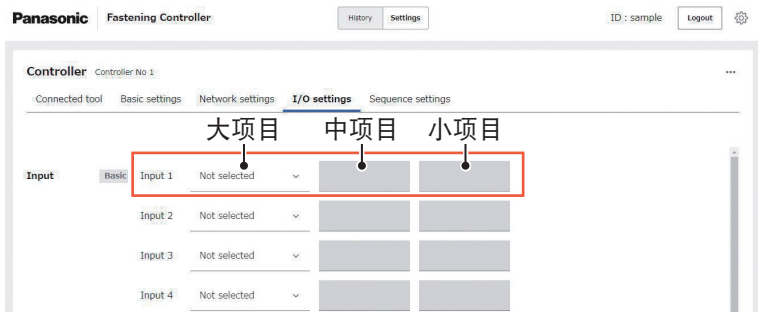 Panasonic Fastening Controller History Settings ID : sample Logout
Controller Controller No 1
Connected tool Basic settings Network settings I/O settings Sequence settings
大项目 中项目 小项目
Input Basic Input 1 Not selected
Input 2 Not selected
Input 3 Not selected
Input 4 Not selected